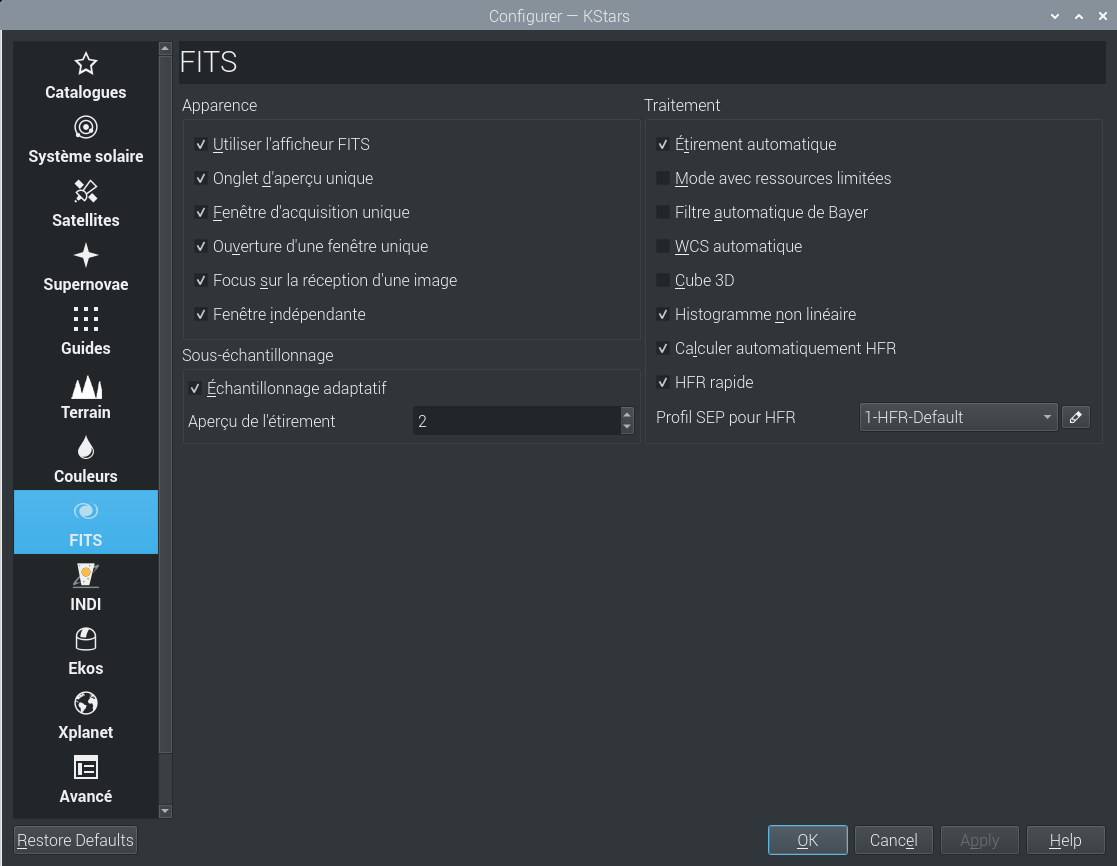 Configurer — KStars
Catalogues
Système solaire
Satellites
Supernovae
Guides
Terrain
Couleurs
FITS
INDI
Ekos
Xplanet
Avancé
FITS
Apparence
Utiliser l'afficheur FITS
Onglet d'aperçu unique
Fenêtre d'acquisition unique
Ouverture d'une fenêtre unique
Focus sur la réception d'une image
Fenêtre indépendante
Sous-échantillonnage
Échantillonnage adaptatif
Aperçu de l'étirement 2
Traitement
Étirement automatique
Mode avec ressources limitées
Filtre automatique de Bayer
WCS automatique
Cube 3D
Histogramme non linéaire
Calculer automatiquement HFR
HFR rapide
Profil SEP pour HFR 1-HFR-Default
Restore Defaults OK Cancel Apply Help